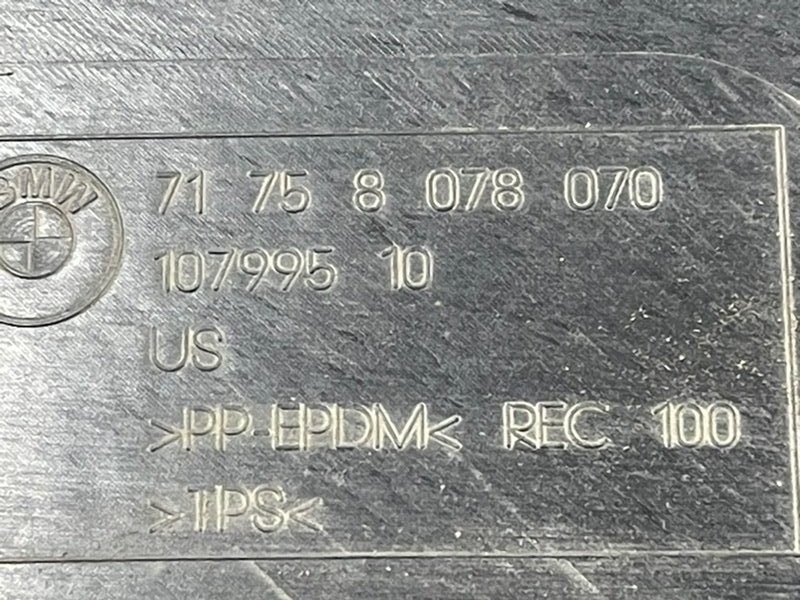 BMW
71 75 8 078 070
107995 10
US
>PP-EPDM< REC 100
>TPS<